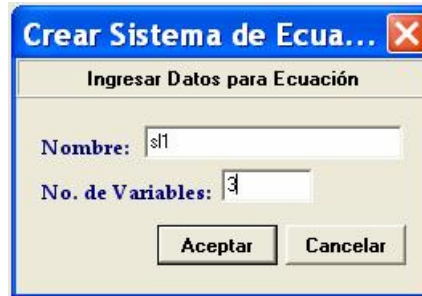 Crear Sistema de Ecua...
Ingresar Datos para Ecuación
Nombre: sl1
No. de Variables: 3
Aceptar Cancelar